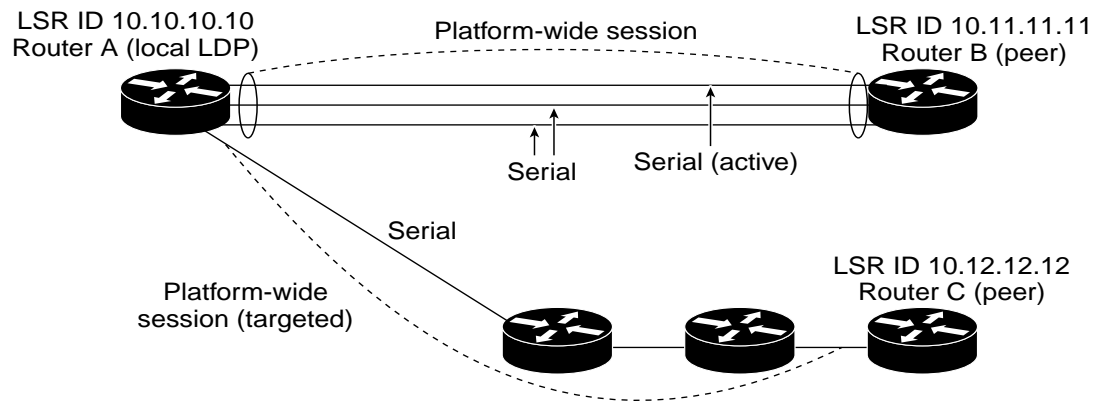 LSR ID 10.10.10.10
Router A (local LDP)
Platform-wide session
LSR ID 10.11.11.11
Router B (peer)
Serial
Serial (active)
Serial
Platform-wide
session (targeted)
LSR ID 10.12.12.12
Router C (peer)